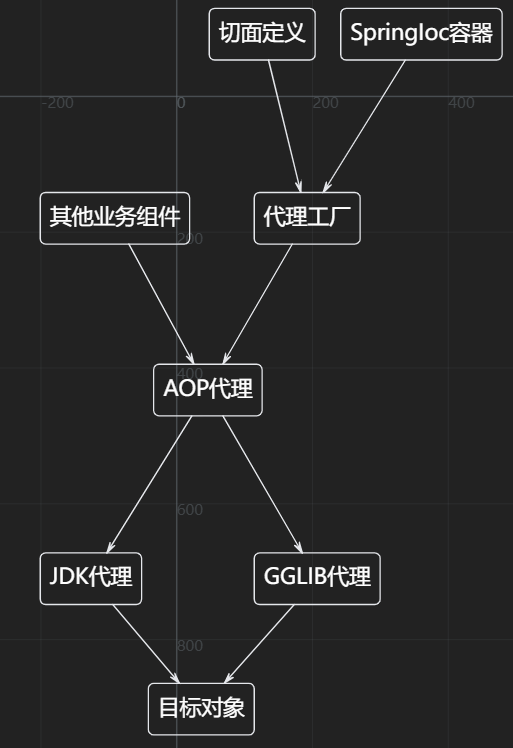 切面定义
SpringIoc容器
-200
0
200
400
其他业务组件
代理工厂
200
400
AOP代理
600
JDK代理
GGLIB代理
800
目标对象